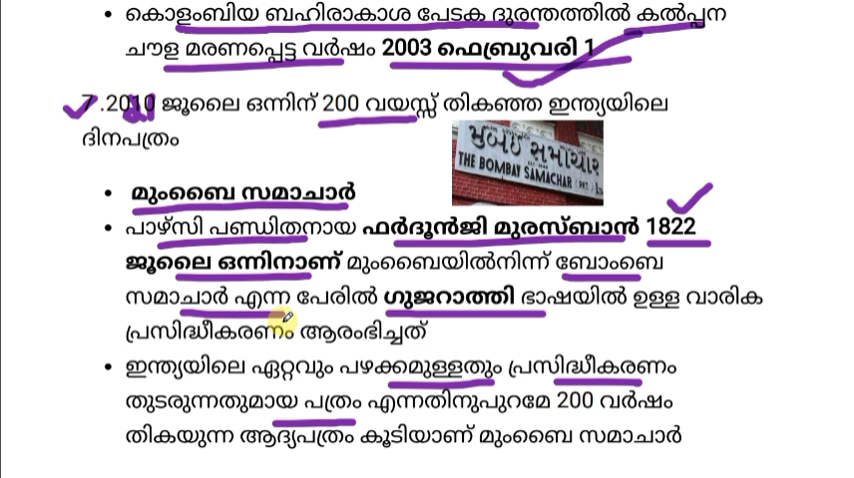 • കൊളംബിയ ബഹിരാകാശ പേടക ദുരന്തത്തിൽ കൽപ്പന
ചൗള മരണപ്പെട്ട വർഷം 2003 ഫെബ്രുവരി 1
7 .2010 ജൂലൈ ഒന്നിന് 200 വയസ്സ് തികഞ്ഞ ഇന്ത്യയിലെ
ദിനപത്രം
મુંબઈ સમાચાર
THE BOMBAY SAMACHAR
• മുംബൈ സമാചാർ
• പാഴ്സി പണ്ഡിതനായ ഫർദൂൻജി മുരസ്ബാൻ 1822
ജൂലൈ ഒന്നിനാണ് മുംബൈയിൽനിന്ന് ബോംബെ
സമാചാർ എന്ന പേരിൽ ഗുജറാത്തി ഭാഷയിൽ ഉള്ള വാരിക
പ്രസിദ്ധീകരണം ആരംഭിച്ചത്
• ഇന്ത്യയിലെ ഏറ്റവും പഴക്കമുള്ളതും പ്രസിദ്ധീകരണം
തുടരുന്നതുമായ പത്രം എന്നതിനുപുറമേ 200 വർഷം
തികയുന്ന ആദ്യപത്രം കൂടിയാണ് മുംബൈ സമാചാർ